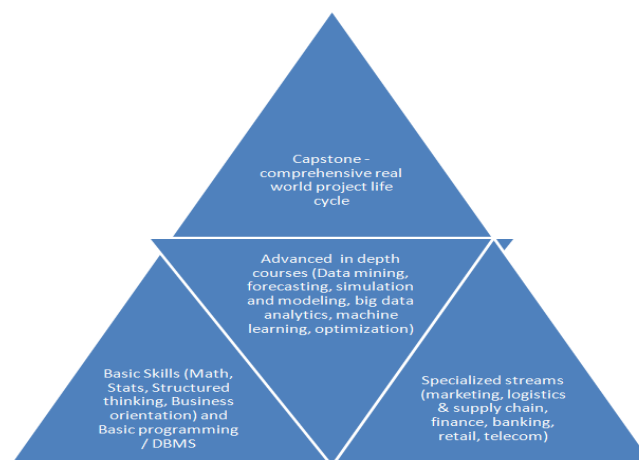 Capstone -
comprehensive real
world project life
cycle
Advanced in depth
courses (Data mining,
forecasting, simulation
and modeling, big data
analytics, machine
learning, optimization)
Basic Skills (Math,
Stats, Structured
thinking, Business
orientation) and
Basic programming
/ DBMS
Specialized streams
(marketing, logistics
& supply chain,
finance, banking,
retail, telecom)